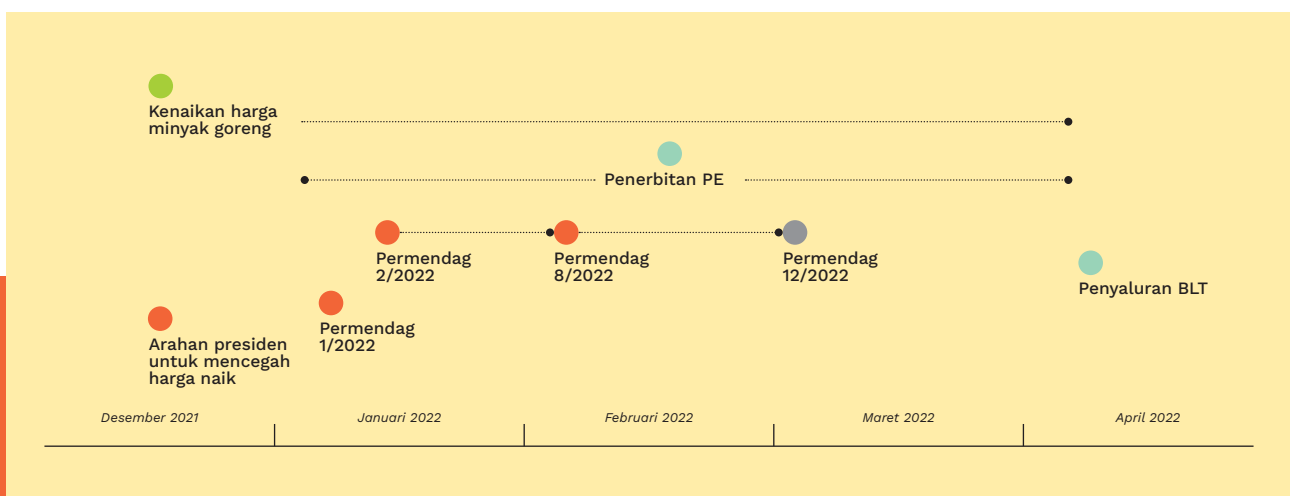 Kenaikan harga
minyak goreng
Penerbitan PE
Permendag
2/2022
Permendag
8/2022
Permendag
12/2022
Penyaluran BLT
Permendag
1/2022
Arahan presiden
untuk mencegah
harga naik
Desember 2021
Januari 2022
Februari 2022
Maret 2022
April 2022